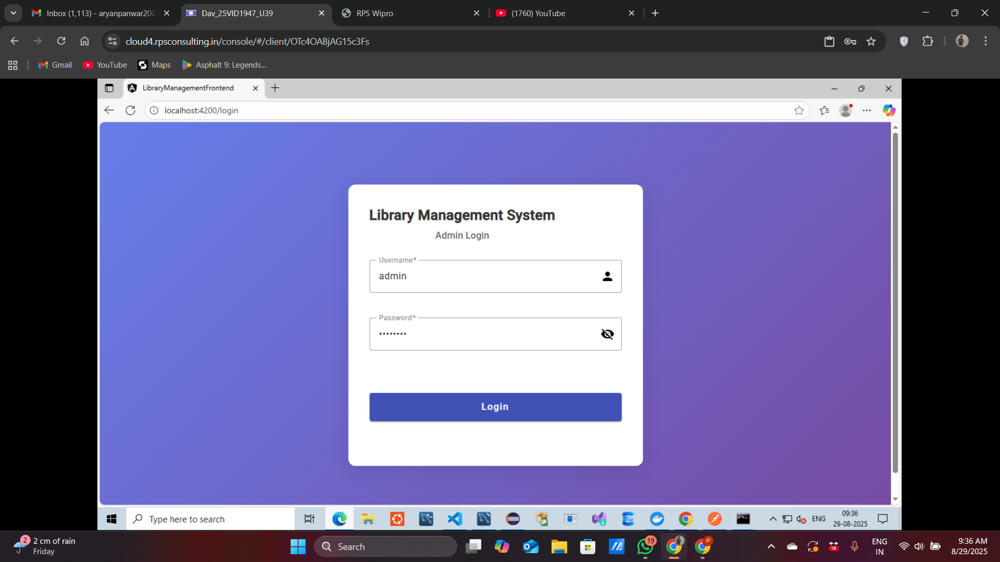 Inbox (1,113) - aryanpanwar200
Dav_25VID1947_U39
RPS Wipro
(1760) YouTube
cloud4.rpsconsulting.in/console/#/client/OTc4OABjAG15c3Fs
Gmail
YouTube
Maps
Asphalt 9: Legends...
LibraryManagementFrontend
localhost:4200/login
Library Management System
Admin Login
Username*
admin
Password*
••••••••
Login
Type here to search
ENG
09:36
29-08-2025
2
2 cm of rain
Friday
Search
19
P
10
ENG
IN
9:36 AM
8/29/2025